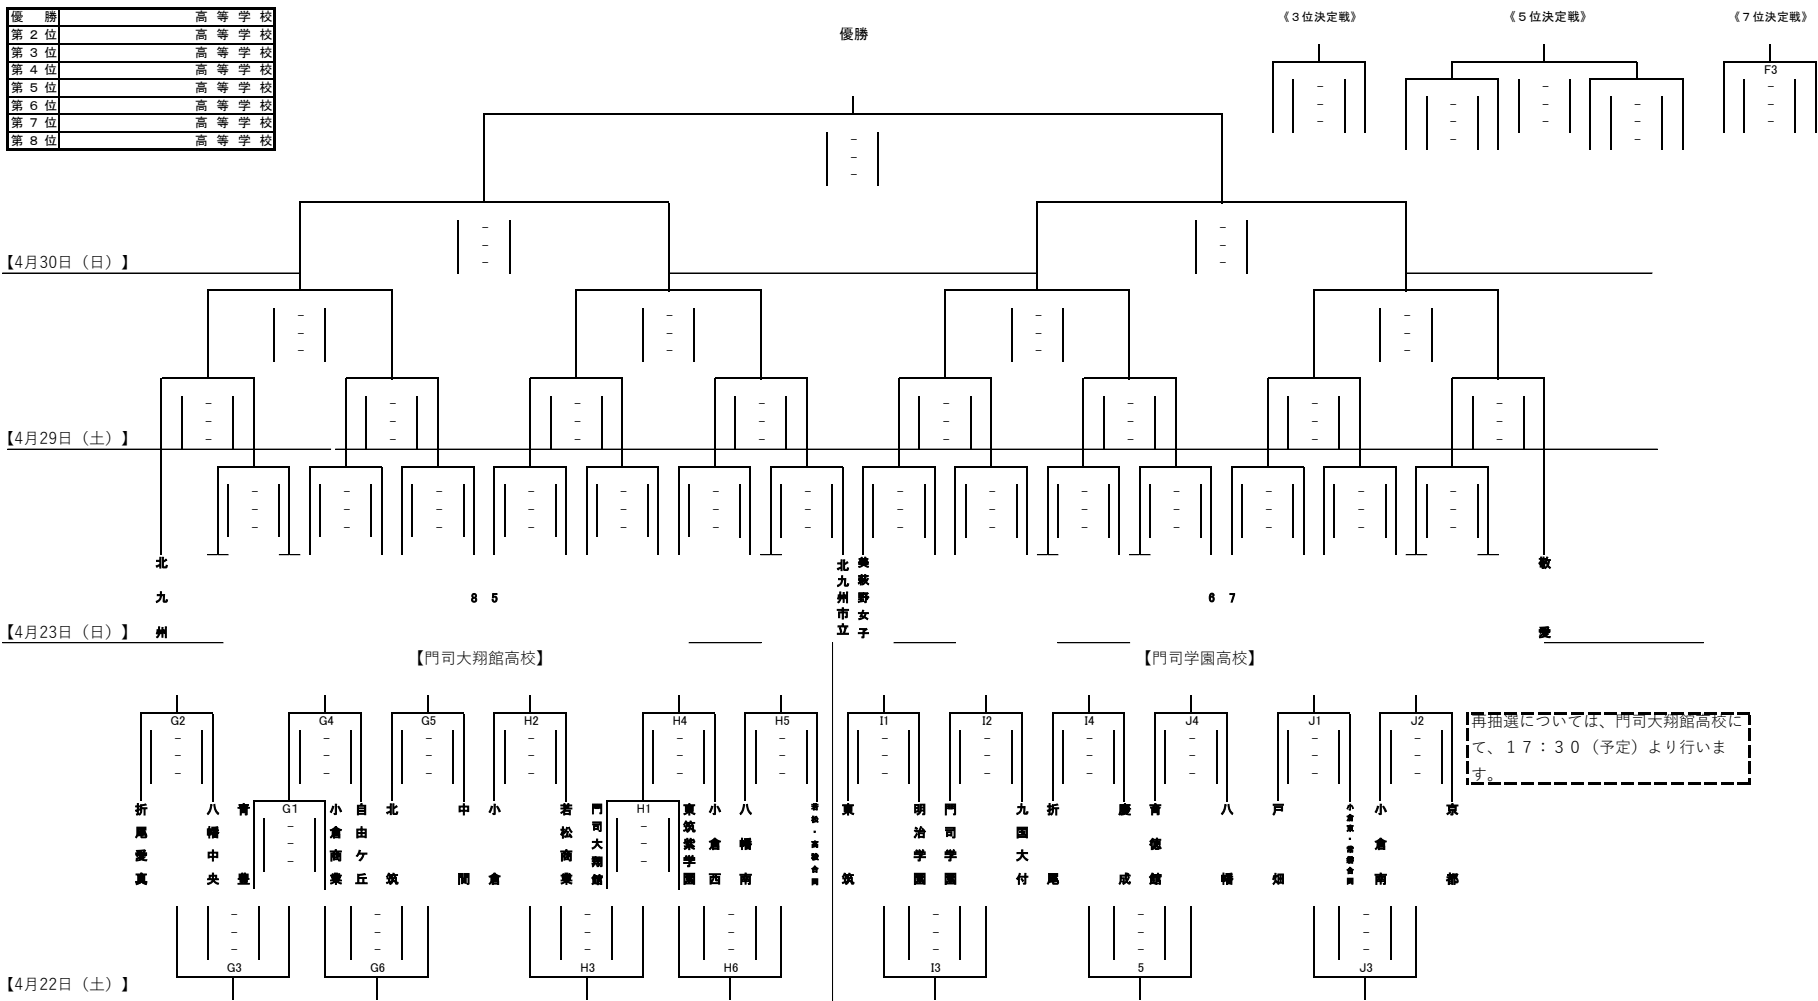 優勝 高等学校
第2位 高等学校
第3位 高等学校
第4位 高等学校
第5位 高等学校
第6位 高等学校
第7位 高等学校
第8位 高等学校
優勝
《３位決定戦》
《５位決定戦》
《７位決定戦》
F3
【4月30日（日）】
【4月29日（土）】
北九州
8 5
北九州市立
美萩野女子
6 7
敬愛
【4月23日（日）】
【門司大翔館高校】
【門司学園高校】
G2 G4 G5 H2 H4 H5 I1 I2 I4 J4 J1 J2
再抽選については、門司大翔館高校に
て、１７：３０（予定）より行いま
す。
G1 H1
折尾愛真
八幡中央
青豊
小倉商業
自由ケ丘
北筑
中間
小倉
若松商業
門司大翔館
東筑紫学園
小倉西
八幡南
東筑
明治学園
門司学園
九国大付
折尾
慶成
青徳館
八幡
戸畑
小倉南
京都
G3 G6 H3 H6 I3 5 J3
【4月22日（土）】